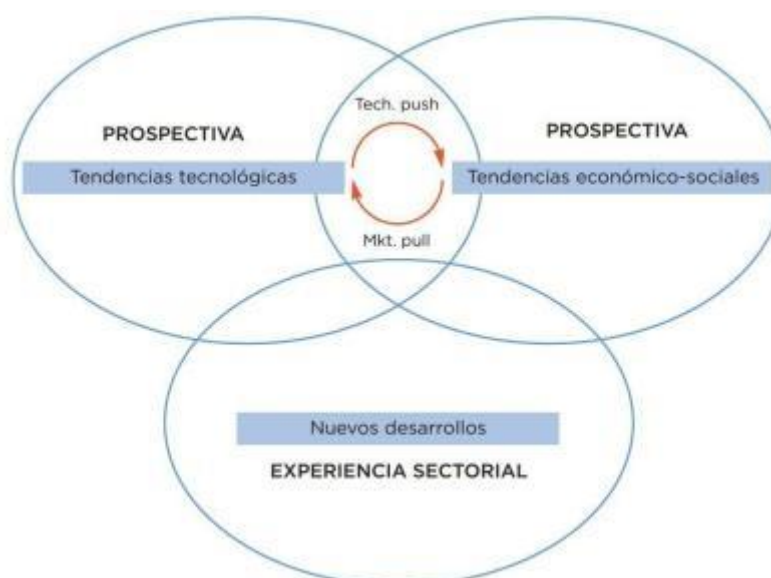 Tech. push
PROSPECTIVA
PROSPECTIVA
Tendencias tecnológicas
Tendencias económico-sociales
Mkt. pull
Nuevos desarrollos
EXPERIENCIA SECTORIAL